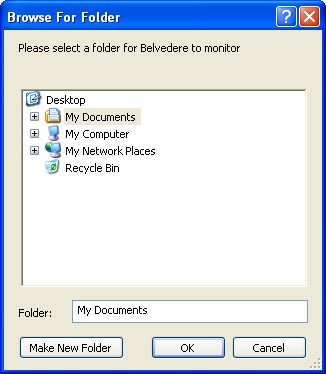 Browse For Folder
Please select a folder for Belvedere to monitor
Desktop
My Documents
My Computer
My Network Places
Recycle Bin
Folder: My Documents
Make New Folder OK Cancel